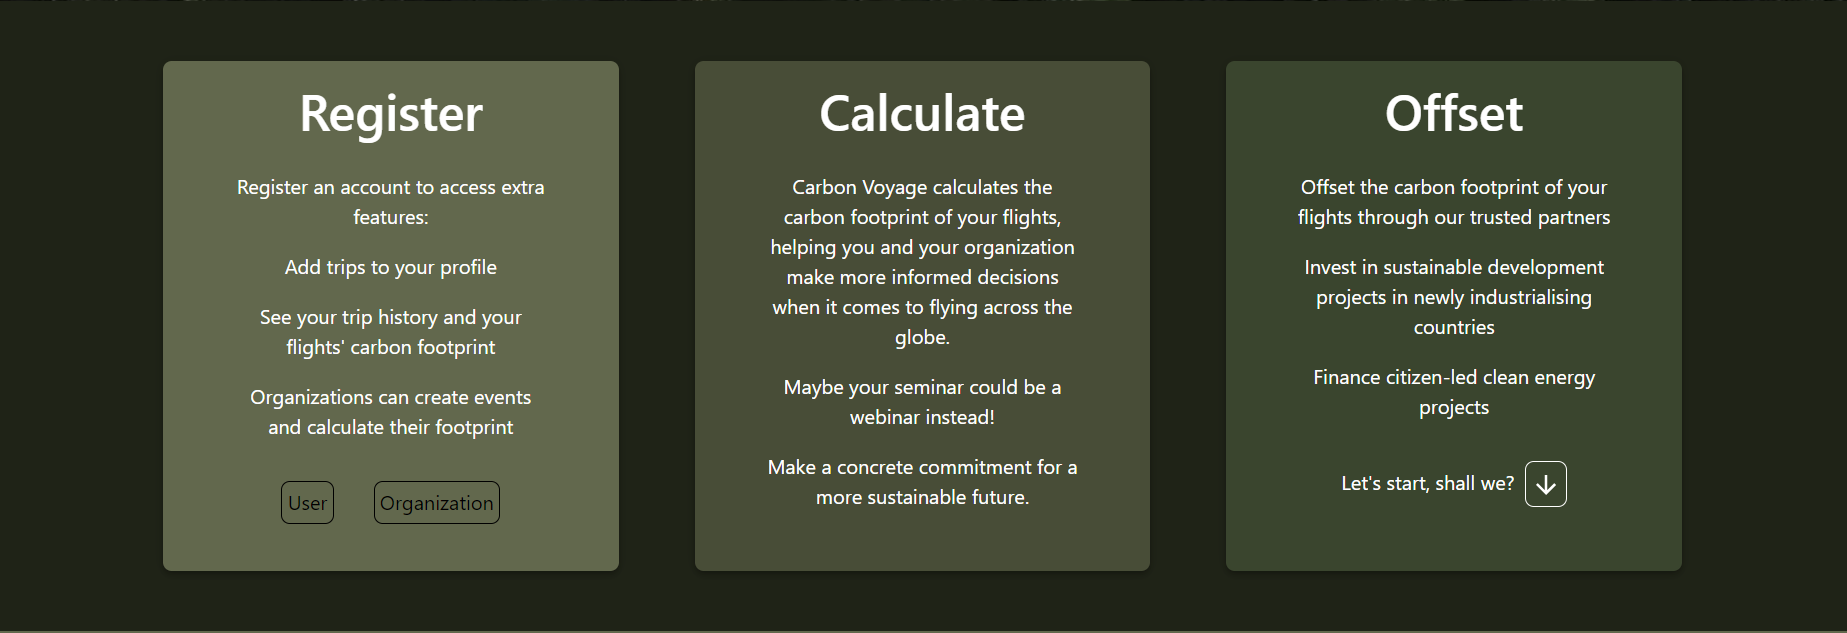 Register
Register an account to access extra
features:
Add trips to your profile
See your trip history and your
flights' carbon footprint
Organizations can create events
and calculate their footprint
User
Organization
Calculate
Carbon Voyage calculates the
carbon footprint of your flights,
helping you and your organization
make more informed decisions
when it comes to flying across the
globe.
Maybe your seminar could be a
webinar instead!
Make a concrete commitment for a
more sustainable future.
Offset
Offset the carbon footprint of your
flights through our trusted partners
Invest in sustainable development
projects in newly industrialising
countries
Finance citizen-led clean energy
projects
Let's start, shall we?